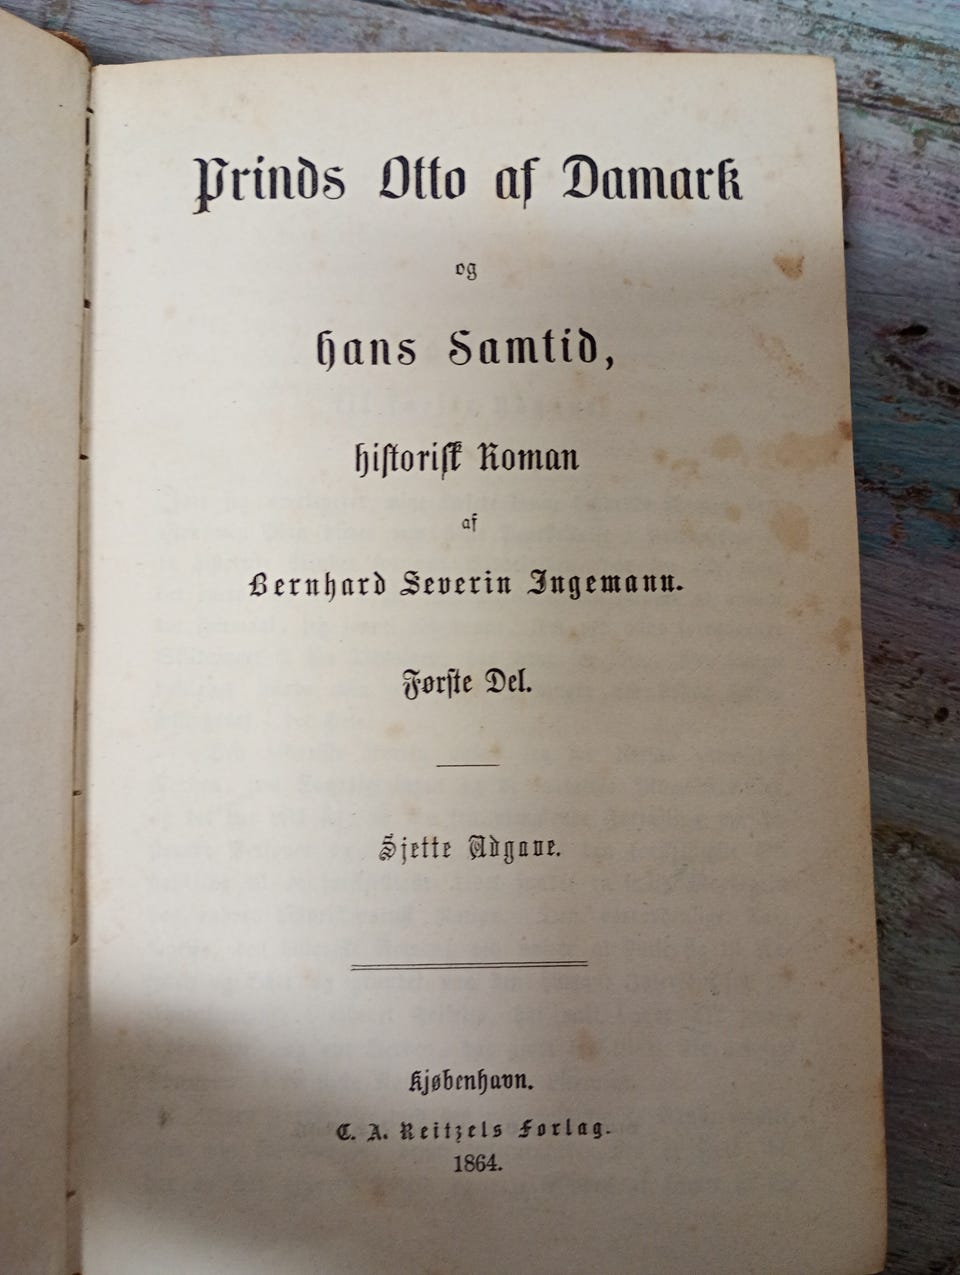 Prinds Otto af Damark
og
hans Samtid,
historisk Roman
af
Bernhard Severin Ingemann.
Første Del.
Sjette Udgave.
Kjøbenhavn.
C. A. Reitzels Forlag.
1864.